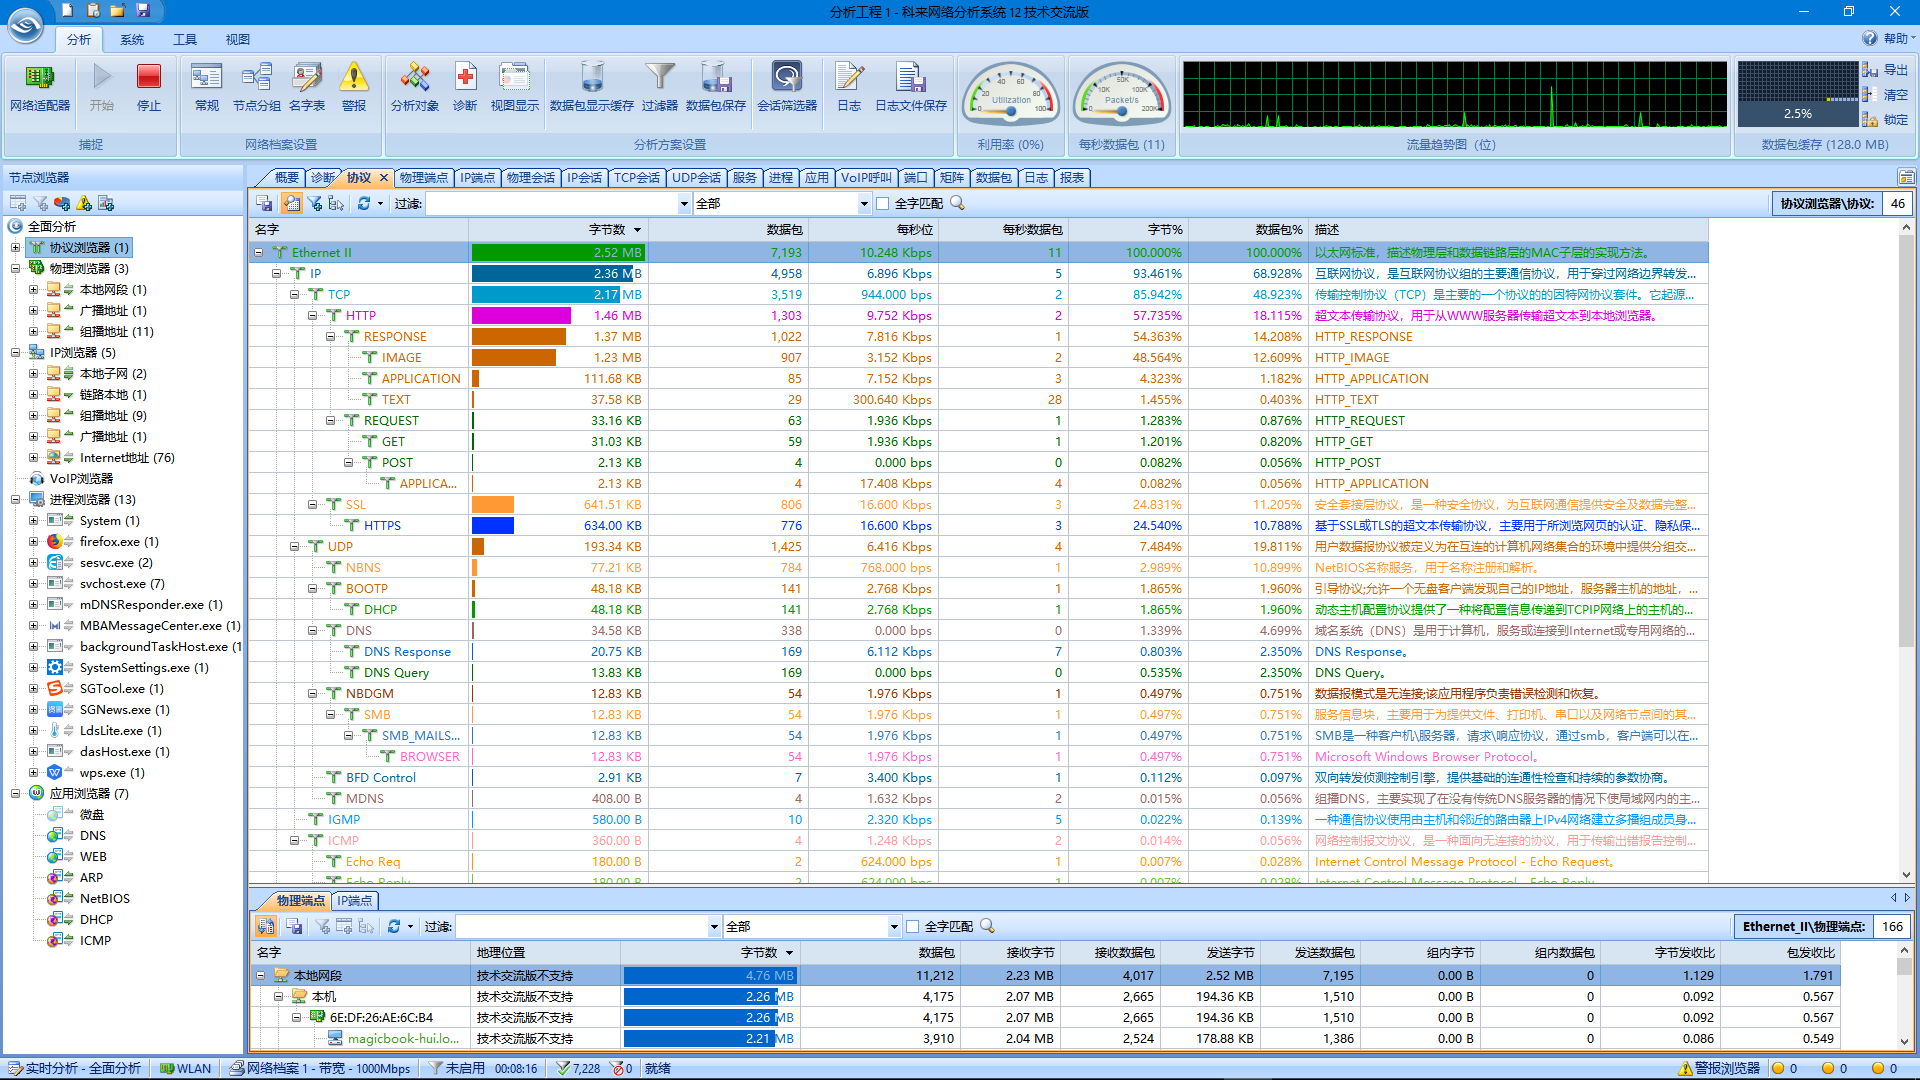 分析工程 1 - 科来网络分析系统 12 技术交流版
分析 系统 工具 视图 帮助
网络适配器 开始 停止 常规 节点分组 名字表 警报 分析对象 诊断 视图显示 数据包显示缓存 过滤器 数据包保存 会话筛选器 日志 日志文件保存 2.5% 导出 清空 锁定
捕捉 网络档案设置 分析方案设置 利用率 (0%) 每秒数据包 (11) 流量趋势图（位） 数据包缓存 (128.0 MB)
节点浏览器
全面分析
协议浏览器 (1)
物理浏览器 (3)
本地网段 (1)
广播地址 (1)
组播地址 (11)
IP浏览器 (5)
本地子网 (2)
链路本地 (1)
组播地址 (9)
广播地址 (1)
Internet地址 (76)
VoIP浏览器
进程浏览器 (13)
System (1)
firefox.exe (1)
sesvc.exe (2)
svchost.exe (7)
mDNSResponder.exe (1)
MBAMessageCenter.exe (1)
backgroundTaskHost.exe (1
SystemSettings.exe (1)
SGTool.exe (1)
SGNews.exe (1)
LdsLite.exe (1)
dasHost.exe (1)
wps.exe (1)
应用浏览器 (7)
微盘
DNS
WEB
ARP
NetBIOS
DHCP
ICMP
概要 诊断 协议 物理端点 IP端点 物理会话 IP会话 TCP会话 UDP会话 服务 进程 应用 VoIP呼叫 端口 矩阵 数据包 日志 报表
过滤: 全部 全字匹配 协议浏览器\协议: 46
名字 字节数 数据包 每秒位 每秒数据包 字节% 数据包% 描述
Ethernet II 2.52 MB 7,193 10.248 Kbps 11 100.000% 100.000% 以太网标准，描述物理层和数据链路层的MAC子层的实现方法。
IP 2.36 MB 4,958 6.896 Kbps 5 93.461% 68.928% 互联网协议，是互联网协议组的主要通信协议，用于穿过网络边界转发...
TCP 2.17 MB 3,519 944.000 bps 2 85.942% 48.923% 传输控制协议（TCP）是主要的一个协议的的因特网协议套件。它起源...
HTTP 1.46 MB 1,303 9.752 Kbps 2 57.735% 18.115% 超文本传输协议，用于从WWW服务器传输超文本到本地浏览器。
RESPONSE 1.37 MB 1,022 7.816 Kbps 1 54.363% 14.208% HTTP_RESPONSE
IMAGE 1.23 MB 907 3.152 Kbps 2 48.564% 12.609% HTTP_IMAGE
APPLICATION 111.68 KB 85 7.152 Kbps 3 4.323% 1.182% HTTP_APPLICATION
TEXT 37.58 KB 29 300.640 Kbps 28 1.455% 0.403% HTTP_TEXT
REQUEST 33.16 KB 63 1.936 Kbps 1 1.283% 0.876% HTTP_REQUEST
GET 31.03 KB 59 1.936 Kbps 1 1.201% 0.820% HTTP_GET
POST 2.13 KB 4 0.000 bps 0 0.082% 0.056% HTTP_POST
APPLICA... 2.13 KB 4 17.408 Kbps 4 0.082% 0.056% HTTP_APPLICATION
SSL 641.51 KB 806 16.600 Kbps 3 24.831% 11.205% 安全套接层协议，是一种安全协议，为互联网通信提供安全及数据完整...
HTTPS 634.00 KB 776 16.600 Kbps 3 24.540% 10.788% 基于SSL或TLS的超文本传输协议，主要用于所浏览网页的认证、隐私保...
UDP 193.34 KB 1,425 6.416 Kbps 4 7.484% 19.811% 用户数据报协议被定义为在互连的计算机网络集合的环境中提供分组交...
NBNS 77.21 KB 784 768.000 bps 1 2.989% 10.899% NetBIOS名称服务，用于名称注册和解析。
BOOTP 48.18 KB 141 2.768 Kbps 1 1.865% 1.960% 引导协议;允许一个无盘客户端发现自己的IP地址，服务器主机的地址，...
DHCP 48.18 KB 141 2.768 Kbps 1 1.865% 1.960% 动态主机配置协议提供了一种将配置信息传递到TCPIP网络上的主机的...
DNS 34.58 KB 338 0.000 bps 0 1.339% 4.699% 域名系统（DNS）是用于计算机，服务或连接到Internet或专用网络的...
DNS Response 20.75 KB 169 6.112 Kbps 7 0.803% 2.350% DNS Response。
DNS Query 13.83 KB 169 0.000 bps 0 0.535% 2.350% DNS Query。
NBDGM 12.83 KB 54 1.976 Kbps 1 0.497% 0.751% 数据报模式是无连接;该应用程序负责错误检测和恢复。
SMB 12.83 KB 54 1.976 Kbps 1 0.497% 0.751% 服务信息块，主要用于为提供文件、打印机、串口以及网络节点间的其...
SMB_MAILS... 12.83 KB 54 1.976 Kbps 1 0.497% 0.751% SMB是一种客户机\服务器，请求\响应协议，通过smb，客户端可以在...
BROWSER 12.83 KB 54 1.976 Kbps 1 0.497% 0.751% Microsoft Windows Browser Protocol。
BFD Control 2.91 KB 7 3.400 Kbps 1 0.112% 0.097% 双向转发侦测控制引擎，提供基础的连通性检查和持续的参数协商。
MDNS 408.00 B 4 1.632 Kbps 2 0.015% 0.056% 组播DNS，主要实现了在没有传统DNS服务器的情况下使局域网内的主...
IGMP 580.00 B 10 2.320 Kbps 5 0.022% 0.139% 一种通信协议使用由主机和邻近的路由器上IPv4网络建立多播组成员身...
ICMP 360.00 B 4 1.248 Kbps 2 0.014% 0.056% 网络控制报文协议，是一种面向无连接的协议，用于传输出错报告控制...
Echo Req 180.00 B 2 624.000 bps 1 0.007% 0.028% Internet Control Message Protocol - Echo Request。
Echo Reply 180.00 B 2 624.000 bps 1 0.007% 0.028% Internet Control Message Protocol - Echo Reply
物理端点 IP端点
过滤: 全部 全字匹配 Ethernet_II\物理端点: 166
名字 地理位置 字节数 数据包 接收字节 接收数据包 发送字节 发送数据包 组内字节 组内数据包 字节发收比 包发收比
本地网段 技术交流版不支持 4.76 MB 11,212 2.23 MB 4,017 2.52 MB 7,195 0.00 B 0 1.129 1.791
本机 技术交流版不支持 2.26 MB 4,175 2.07 MB 2,665 194.36 KB 1,510 0.00 B 0 0.092 0.567
6E:DF:26:AE:6C:B4 技术交流版不支持 2.26 MB 4,175 2.07 MB 2,665 194.36 KB 1,510 0.00 B 0 0.092 0.567
magicbook-hui.lo... 技术交流版不支持 2.21 MB 3,910 2.04 MB 2,524 178.88 KB 1,386 0.00 B 0 0.086 0.549
实时分析 - 全面分析 WLAN 网络档案 1 - 带宽 - 1000Mbps 未启用 00:08:16 7,228 0 就绪 警报浏览器 0 0 0